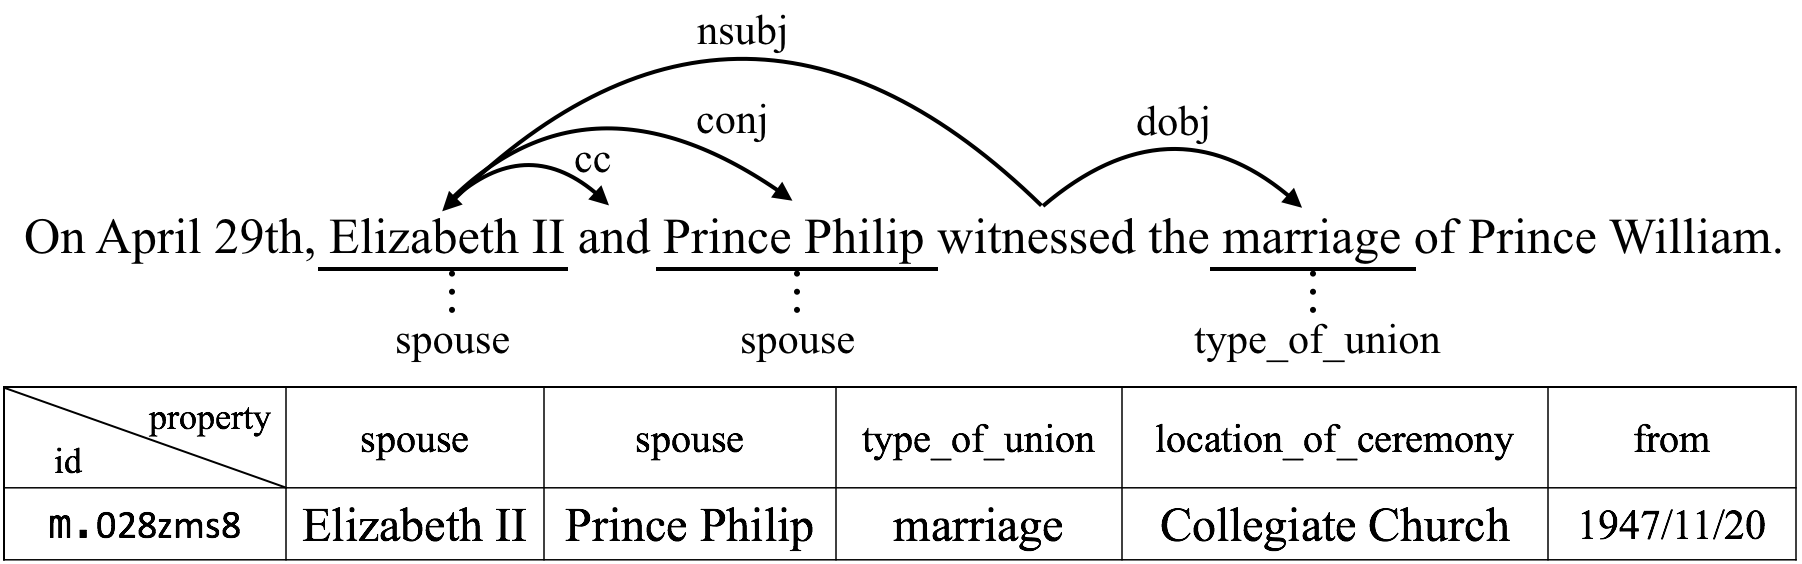 nsubj
conj
dobj
cc
On April 29th, Elizabeth II and Prince Philip witnessed the marriage of Prince William.
spouse spouse type_of_union
property
id
spouse spouse type_of_union location_of_ceremony from
m.028zms8 Elizabeth II Prince Philip marriage Collegiate Church 1947/11/20